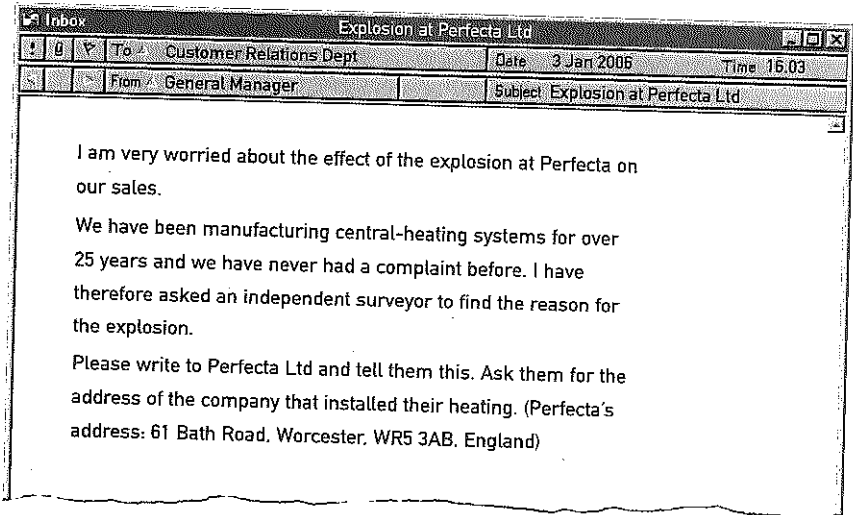 Inbox Explosion at Perfecta Ltd
! To Customer Relations Dept Date 3 Jan 2006 Time 16.03
From General Manager Subject Explosion at Perfecta Ltd
I am very worried about the effect of the explosion at Perfecta on
our sales.
We have been manufacturing central-heating systems for over
25 years and we have never had a complaint before. I have
therefore asked an independent surveyor to find the reason for
the explosion.
Please write to Perfecta Ltd and tell them this. Ask them for the
address of the company that installed their heating. (Perfecta's
address: 61 Bath Road, Worcester, WR5 3AB, England)